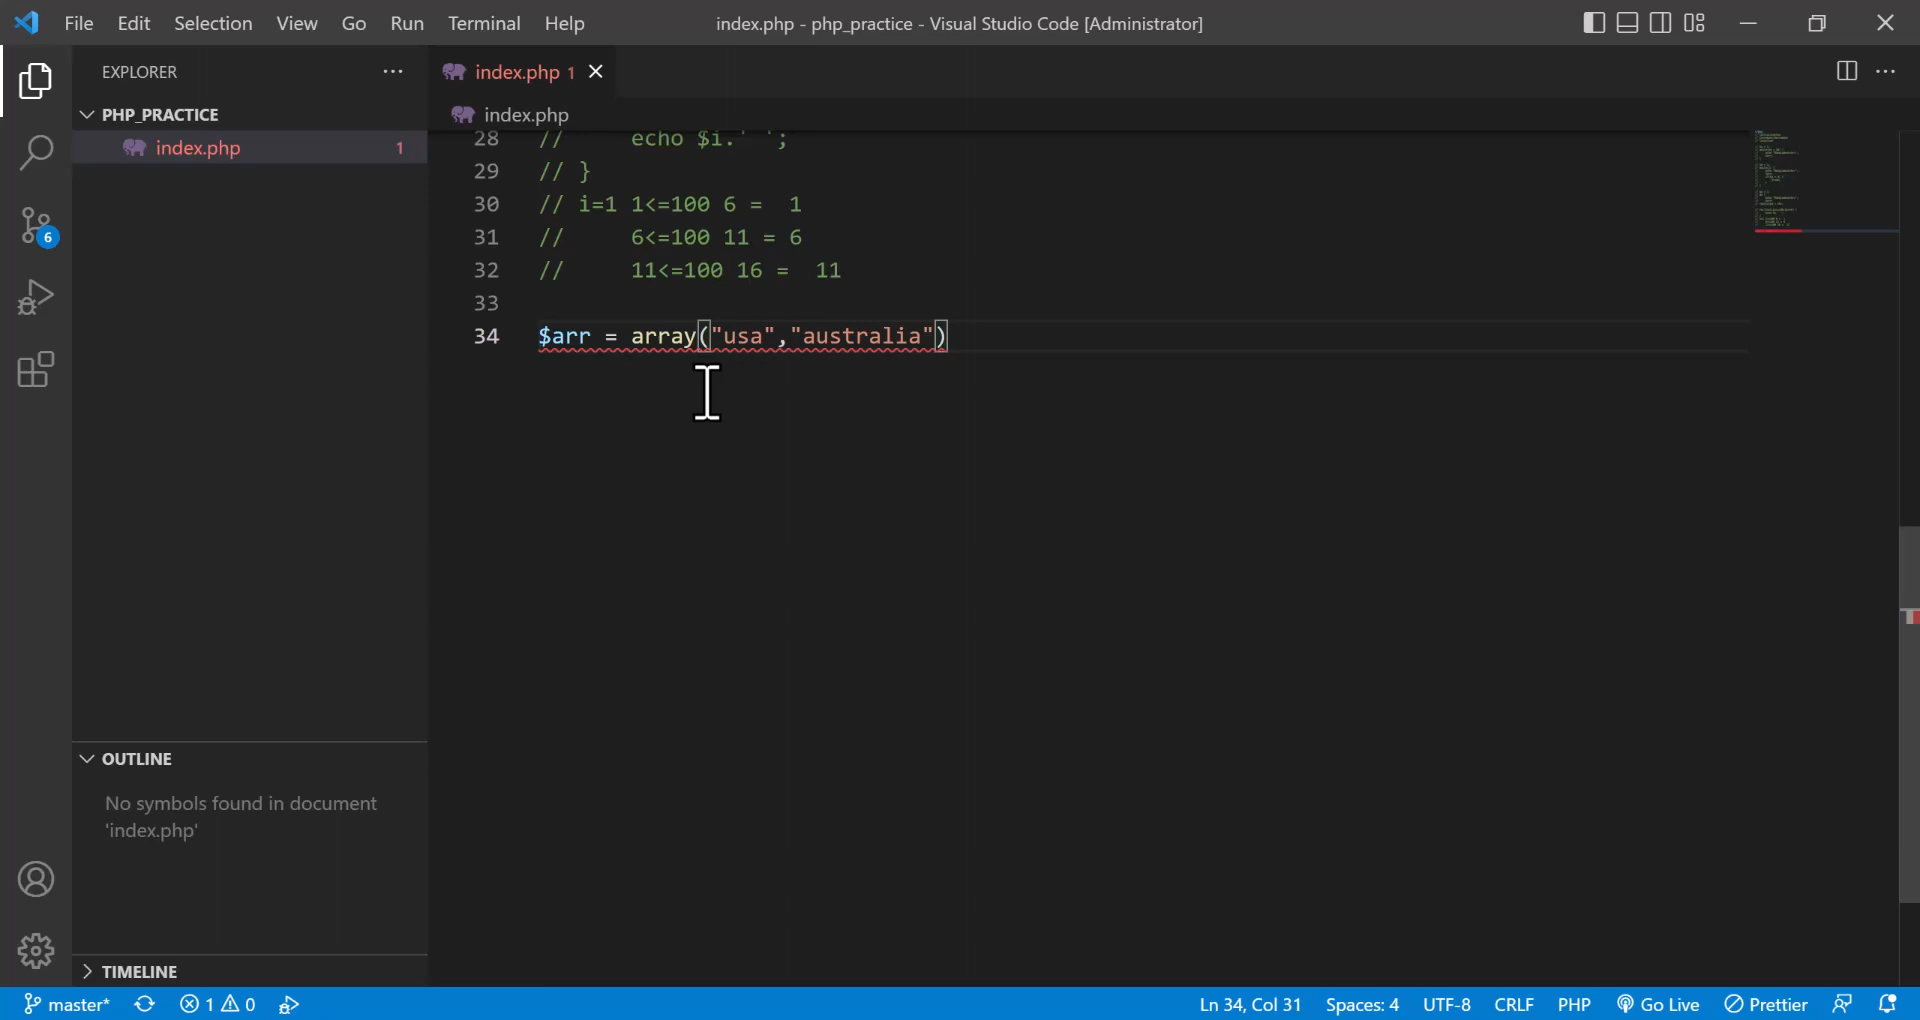 File Edit Selection View Go Run Terminal Help index.php - php_practice - Visual Studio Code [Administrator]
EXPLORER
PHP_PRACTICE
index.php 1
6
OUTLINE
No symbols found in document
'index.php'
TIMELINE
index.php 1
index.php
28 // echo $i.' ';
29 // }
30 // i=1 1<=100 6 = 1
31 // 6<=100 11 = 6
32 // 11<=100 16 = 11
33
34 $arr = array("usa","australia")
master* 1 0 Ln 34, Col 31 Spaces: 4 UTF-8 CRLF PHP Go Live Prettier